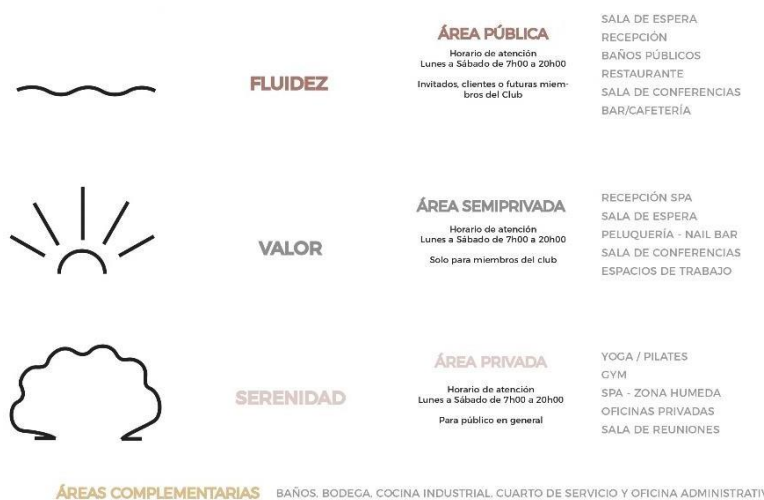 FLUIDEZ
ÁREA PÚBLICA
Horario de atención
Lunes a Sábado de 7h00 a 20h00
Invitados, clientes o futuras miem-
bros del Club
SALA DE ESPERA
RECEPCIÓN
BAÑOS PÚBLICOS
RESTAURANTE
SALA DE CONFERENCIAS
BAR/CAFETERÍA
VALOR
ÁREA SEMIPRIVADA
Horario de atención
Lunes a Sábado de 7h00 a 20h00
Solo para miembros del club
RECEPCIÓN SPA
SALA DE ESPERA
PELUQUERÍA - NAIL BAR
SALA DE CONFERENCIAS
ESPACIOS DE TRABAJO
SERENIDAD
ÁREA PRIVADA
Horario de atención
Lunes a Sábado de 7h00 a 20h00
Para público en general
YOGA / PILATES
GYM
SPA - ZONA HUMEDA
OFICINAS PRIVADAS
SALA DE REUNIONES
ÁREAS COMPLEMENTARIAS BAÑOS, BODEGA, COCINA INDUSTRIAL, CUARTO DE SERVICIO Y OFICINA ADMINISTRATIV